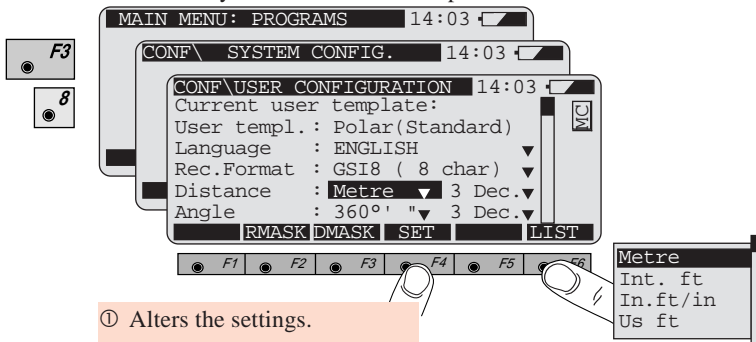 MAIN MENU: PROGRAMS 14:03
F3
CONF\ SYSTEM CONFIG. 14:03
8
CONF\USER CONFIGURATION 14:03
MC
Current user template:
User templ.: Polar(Standard)
Language : ENGLISH
Rec.Format : GSI8 ( 8 char)
Distance : Metre 3 Dec.
Angle : 360°' " 3 Dec.
RMASK DMASK SET LIST
F1 F2 F3 F4 F5 F6
Metre
Int. ft
In.ft/in
Us ft
① Alters the settings.